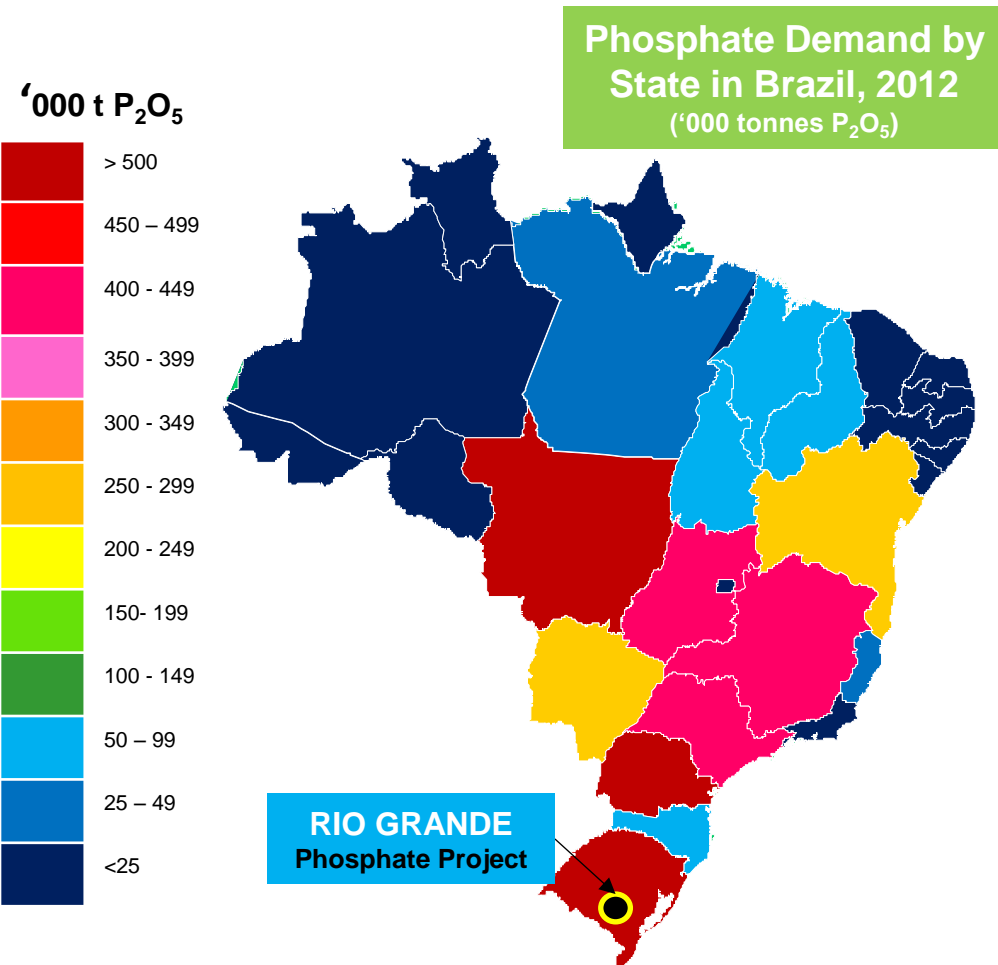 Phosphate Demand by
State in Brazil, 2012
(‘000 tonnes P₂O₅)
‘000 t P₂O₅
> 500
450 – 499
400 - 449
350 - 399
300 - 349
250 - 299
200 - 249
150- 199
100 - 149
50 – 99
25 – 49
<25
RIO GRANDE
Phosphate Project